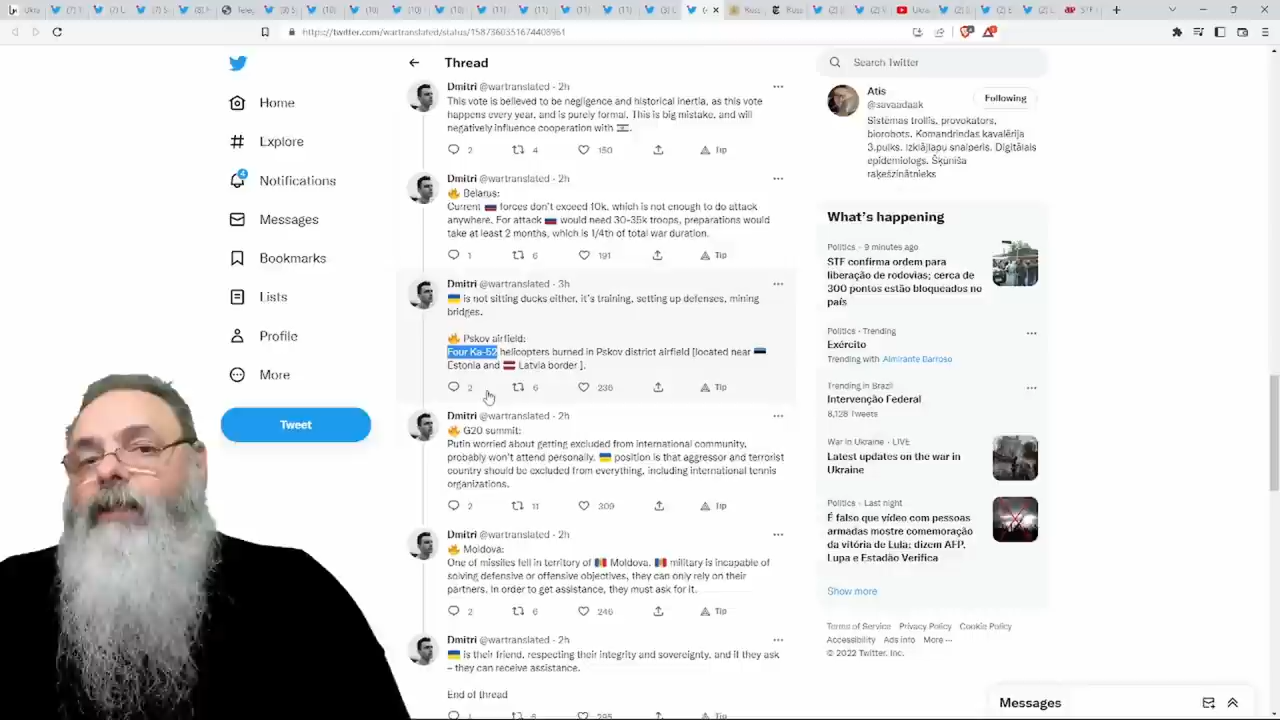 https://twitter.com/wartranslated/status/1587360351674408961
Home
Explore
4
Notifications
Messages
Bookmarks
Lists
Profile
More
Tweet
Thread
Dmitri @wartranslated · 2h
This vote is believed to be negligence and historical inertia, as this vote
happens every year, and is purely formal. This is big mistake, and will
negatively influence cooperation with 🇮🇱.
2 4 150 Tip
Dmitri @wartranslated · 2h
🔥 Belarus:
Current 🇷🇺 forces don't exceed 10k, which is not enough to do attack
anywhere. For attack 🇷🇺 would need 30-35k troops, preparations would
take at least 2 months, which is 1/4th of total war duration.
1 6 191 Tip
Dmitri @wartranslated · 3h
🇺🇦 is not sitting ducks either, it's training, setting up defenses, mining
bridges.
🔥 Pskov airfield:
Four Ka-52 helicopters burned in Pskov district airfield [located near 🇪🇪
Estonia and 🇱🇻 Latvia border ].
2 6 236 Tip
Dmitri @wartranslated · 2h
🔥 G20 summit:
Putin worried about getting excluded from international community,
probably won't attend personally. 🇺🇦 position is that aggressor and terrorist
country should be excluded from everything, including international tennis
organizations.
2 11 309 Tip
Dmitri @wartranslated · 2h
🔥 Moldova:
One of missiles fell in territory of 🇲🇩 Moldova. 🇲🇩 military is incapable of
solving defensive or offensive objectives, they can only rely on their
partners. In order to get assistance, they must ask for it.
2 6 246 Tip
Dmitri @wartranslated · 2h
🇺🇦 is their friend, respecting their integrity and sovereignty, and if they ask
– they can receive assistance.
End of thread
Tip
Search Twitter
Atis
@savaadaak
Following
Sistēmas trollis, provokators,
biorobots. Komandrindas kavalērija
3.pulks. Izklājlapu snaiperis. Digitālais
epidemiologs. Šķūniša
raķešzinātnieks
What's happening
Politics · 9 minutes ago
STF confirma ordem para
liberação de rodovias; cerca de
300 pontos estão bloqueados no
país
Politics · Trending
Exército
Trending with Almirante Barroso
Trending in Brazil
Intervenção Federal
8,128 Tweets
War in Ukraine · LIVE
Latest updates on the war in
Ukraine
Politics · Last night
É falso que vídeo com pessoas
armadas mostre comemoração
da vitória de Lula; dizem AFP,
Lupa e Estadão Verifica
Show more
Terms of Service Privacy Policy Cookie Policy
Accessibility Ads info More ···
© 2022 Twitter, Inc.
Messages